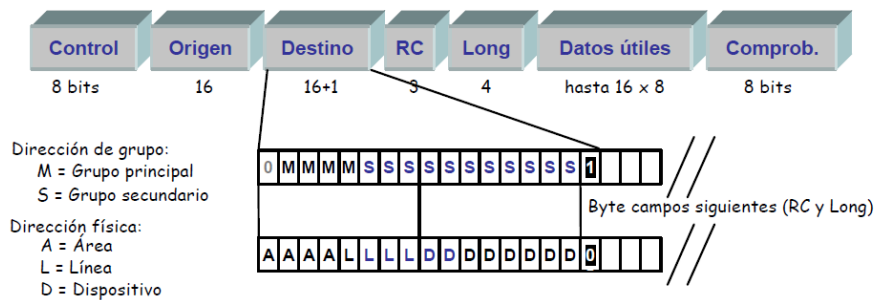 Control Origen Destino RC Long Datos útiles Comprob.
8 bits 16 16+1 3 4 hasta 16 x 8 8 bits
Dirección de grupo:
M = Grupo principal
S = Grupo secundario
0 M M M M S S S S S S S S S S S 1
Byte campos siguientes (RC y Long)
Dirección física:
A = Área
L = Línea
D = Dispositivo
A A A A L L L L D D D D D D D D 0